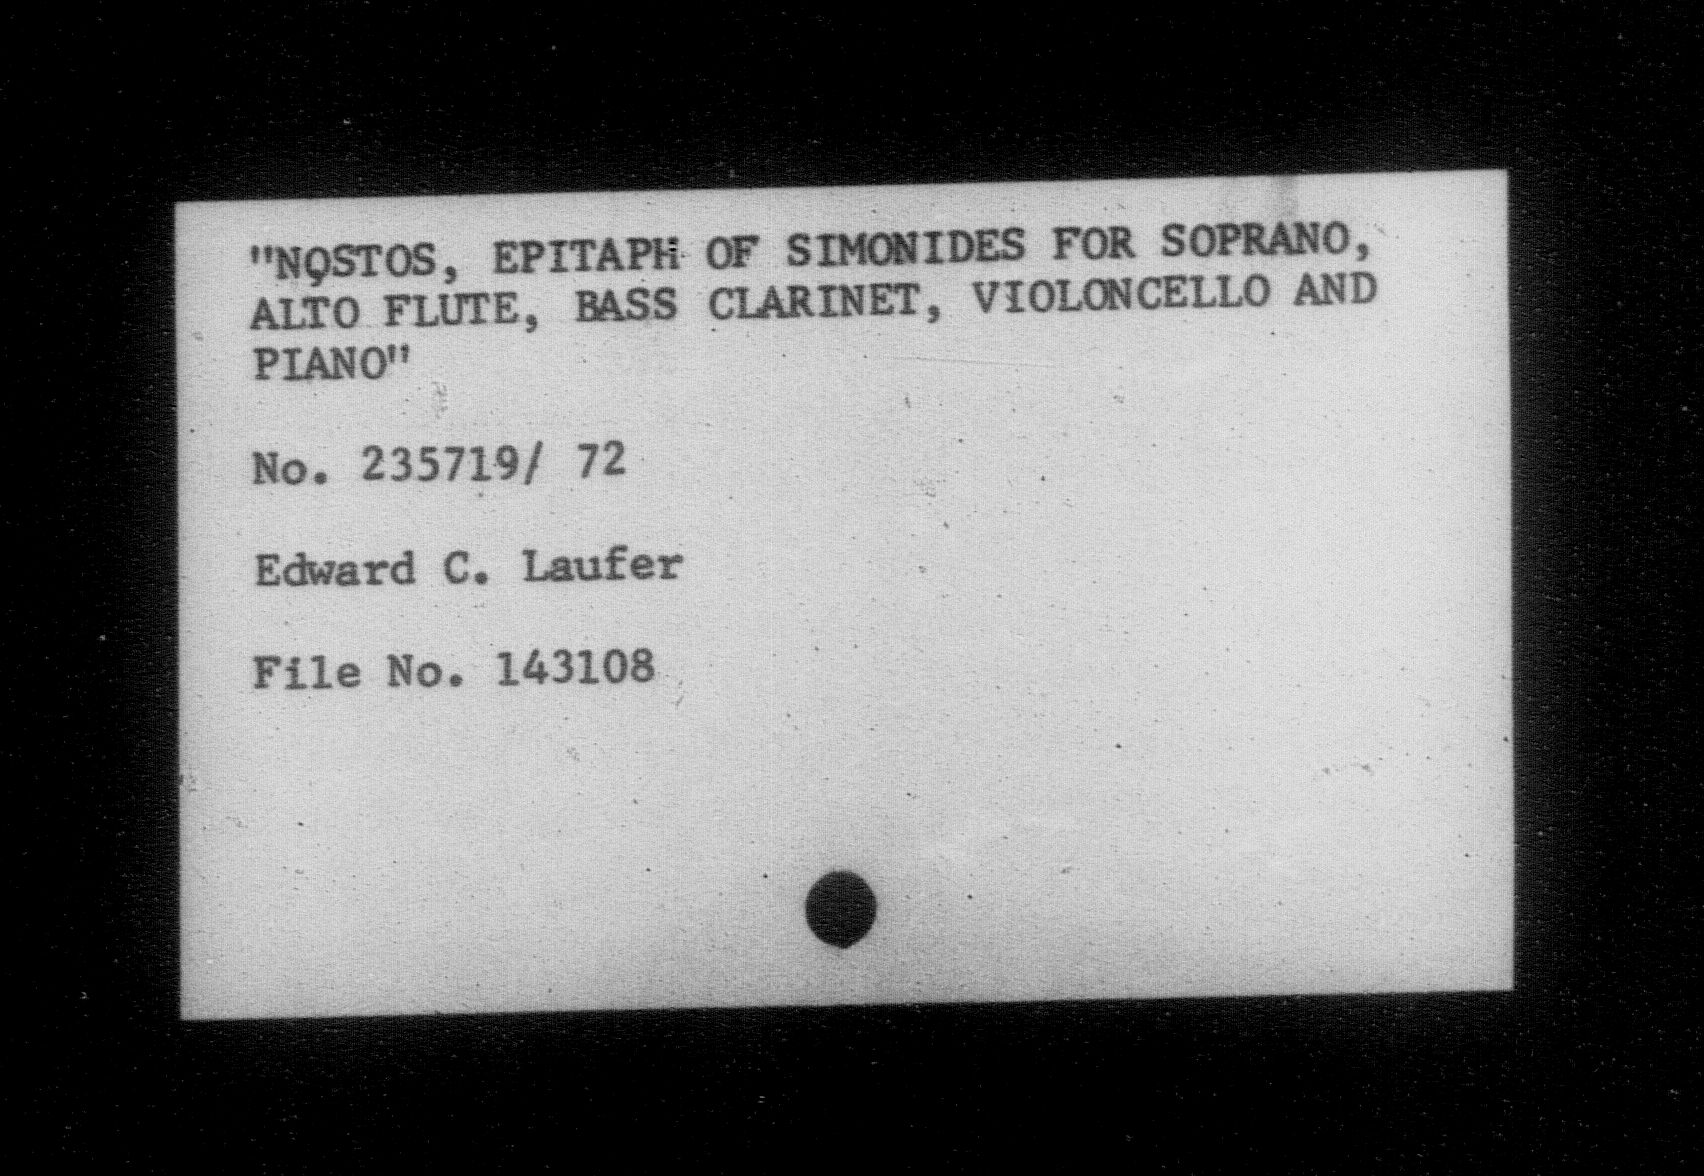 "NOSTOS, EPITAPH OF SIMONIDES FOR SOPRANO,
ALTO FLUTE, BASS CLARINET, VIOLONCELLO AND
PIANO"
No. 235719/ 72
Edward C. Laufer
File No. 143108